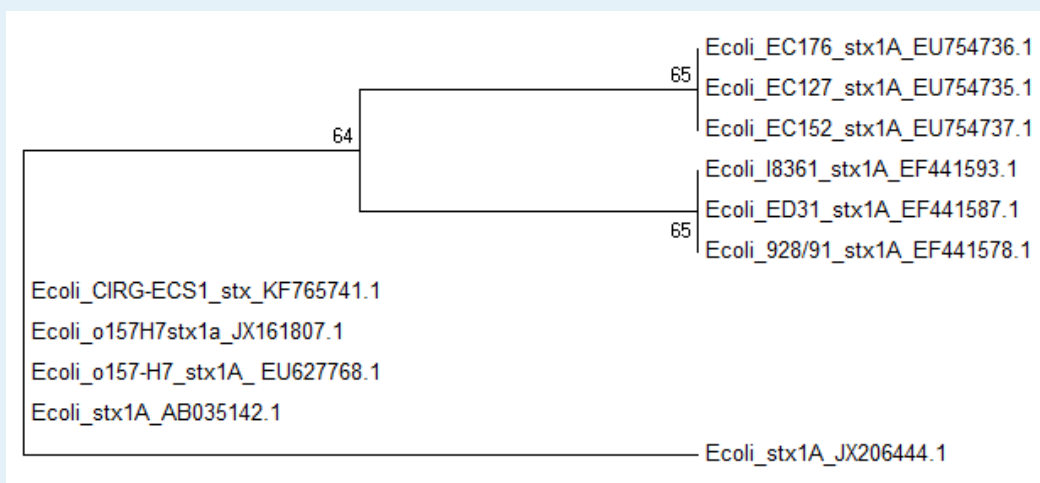 Ecoli_EC176_stx1A_EU754736.1
65
Ecoli_EC127_stx1A_EU754735.1
Ecoli_EC152_stx1A_EU754737.1
64
Ecoli_I8361_stx1A_EF441593.1
Ecoli_ED31_stx1A_EF441587.1
65
Ecoli_928/91_stx1A_EF441578.1
Ecoli_CIRG-ECS1_stx_KF765741.1
Ecoli_o157H7stx1a_JX161807.1
Ecoli_o157-H7_stx1A_ EU627768.1
Ecoli_stx1A_AB035142.1
Ecoli_stx1A_JX206444.1